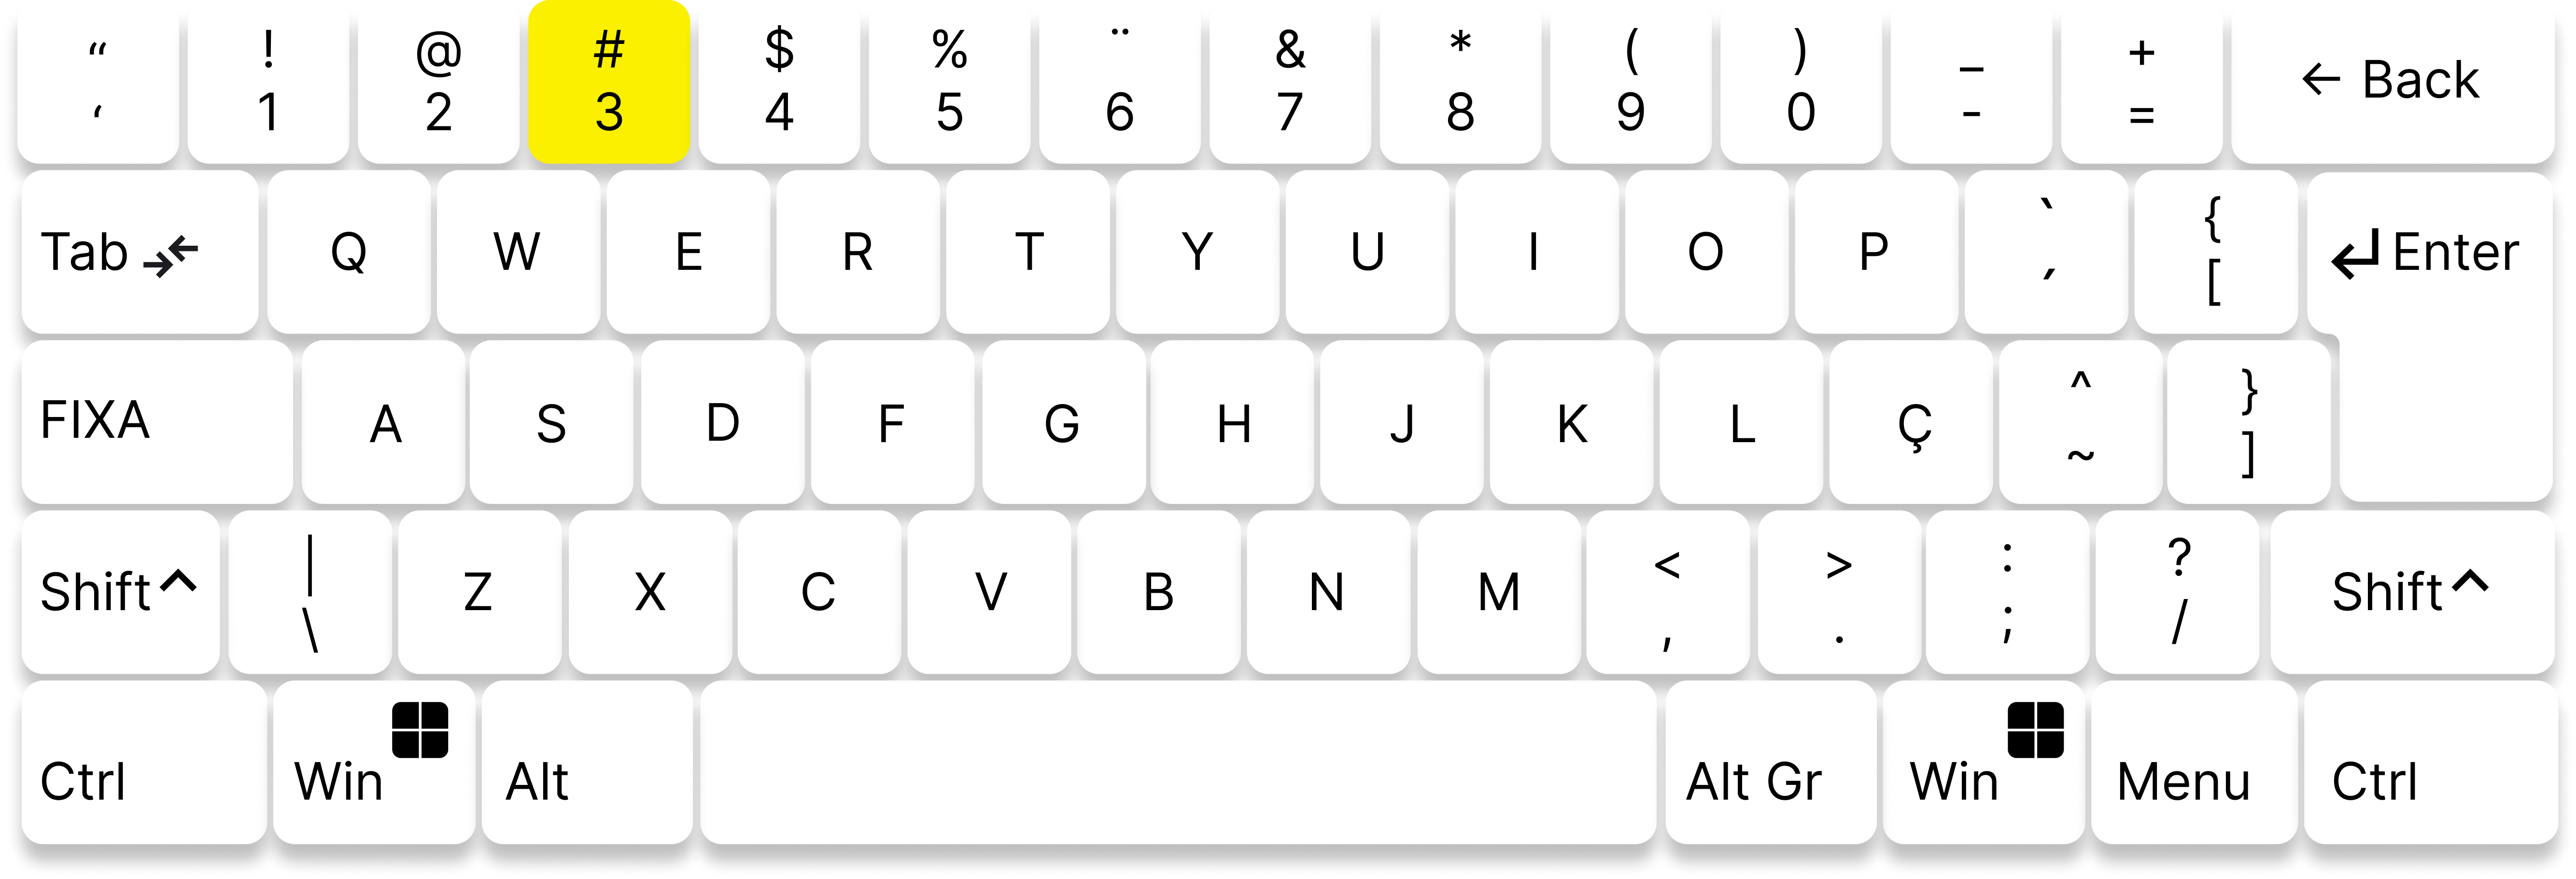 “ ! @ # $ % ¨ & * ( ) _ +
‘ 1 2 3 4 5 6 7 8 9 0 - = ← Back
Tab Q W E R T Y U I O P ` ´ { [ ↵ Enter
FIXA A S D F G H J K L Ç ^ ~ } ]
Shift ^ | \ Z X C V B N M < , > . : ; ? / Shift ^
Ctrl Win Alt Alt Gr Win Menu Ctrl